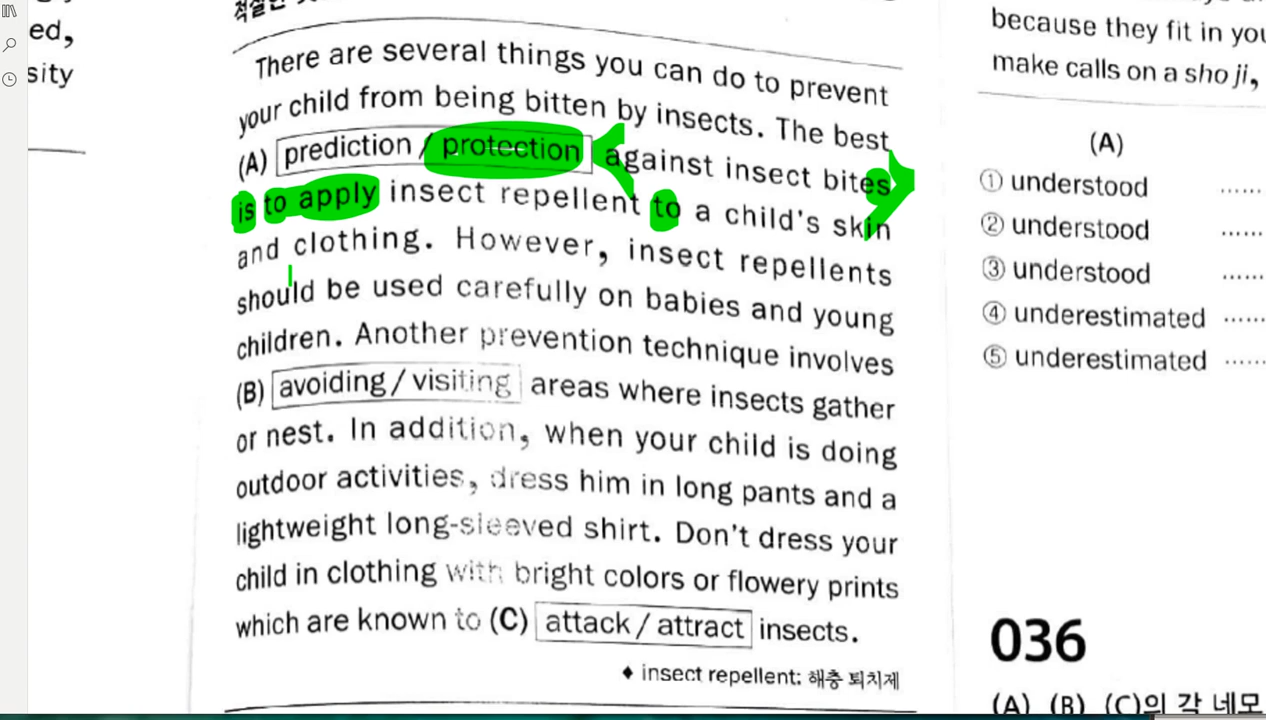 ed,
sity
There are several things you can do to prevent
your child from being bitten by insects. The best
(A) prediction / protection against insect bites
is to apply insect repellent to a child's skin
and clothing. However, insect repellents
should be used carefully on babies and young
children. Another prevention technique involves
(B) avoiding / visiting areas where insects gather
or nest. In addition, when your child is doing
outdoor activities, dress him in long pants and a
lightweight long-sleeved shirt. Don't dress your
child in clothing with bright colors or flowery prints
which are known to (C) attack / attract insects.
♦ insect repellent: 해충 퇴치제
because they fit in you
make calls on a sho ji,
(A)
① understood ......
② understood ......
③ understood ......
④ underestimated ......
⑤ underestimated ......
036
(A) (B) (C)의 각 네모